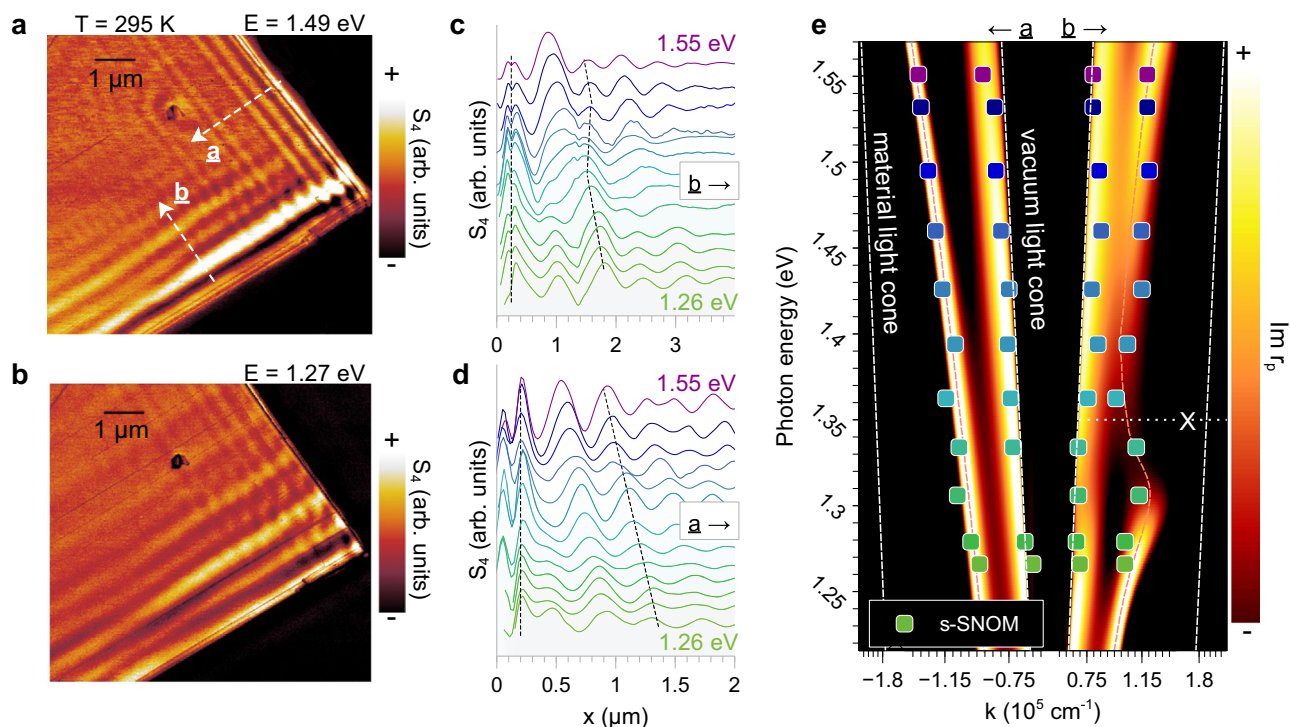 a
T = 295 K E = 1.49 eV
1 μm
a
b
+
S₄ (arb. units)
-
b
E = 1.27 eV
1 μm
+
S₄ (arb. units)
-
c
1.55 eV
S₄ (arb. units)
b →
1.26 eV
0 1 2 3
d
1.55 eV
S₄ (arb. units)
a →
1.26 eV
0 0.5 1 1.5 2
x (μm)
e
← a b →
Photon energy (eV)
1.55
1.5
1.45
1.4
1.35
1.3
1.25
material light cone
vacuum light cone
X
s-SNOM
−1.8 −1.15 −0.75 0.75 1.15 1.8
k (10⁵ cm⁻¹)
+
Im rₚ
-